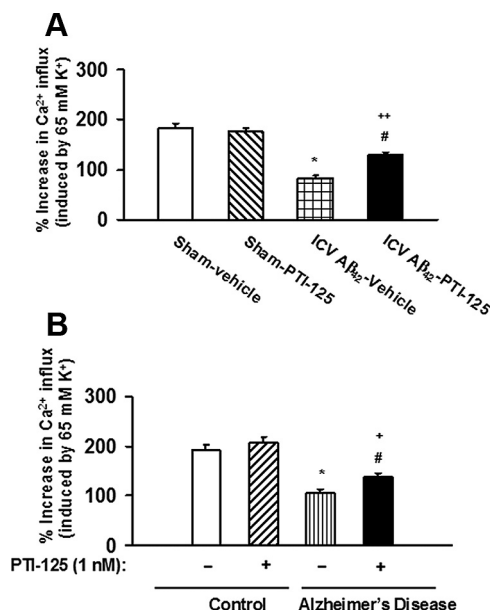 A
% Increase in Ca²⁺ influx
(induced by 65 mM K⁺)
300
200
100
0
*
++
#
Sham-vehicle
Sham-PTI-125
ICV Aβ₄₂-Vehicle
ICV Aβ₄₂-PTI-125
B
% Increase in Ca²⁺ influx
(induced by 65 mM K⁺)
300
200
100
0
*
+
#
PTI-125 (1 nM): − + − +
Control Alzheimer's Disease